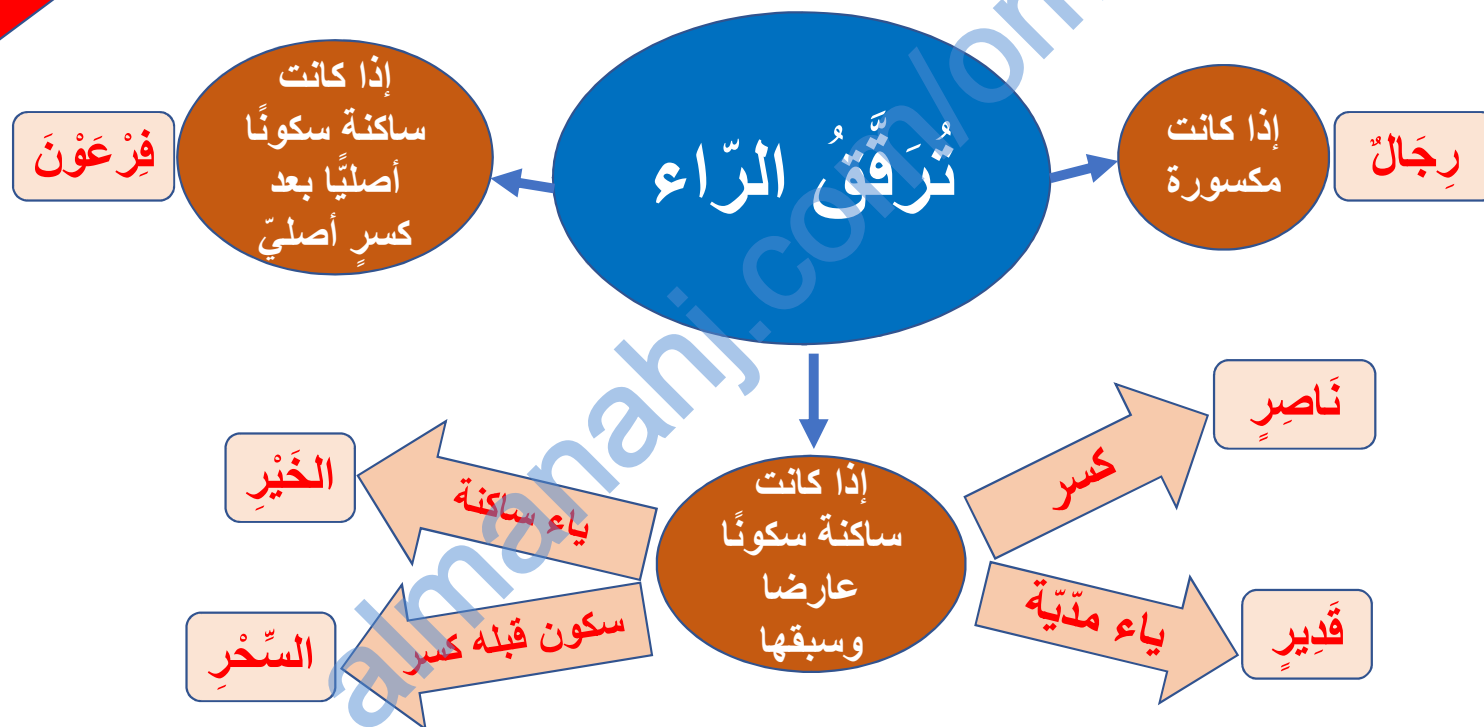 تُرَقَّقُ الرّاء
إذا كانت
مكسورة
رِجَالٌ
إذا كانت
ساكنة سكونًا
أصليًّا بعد
كسرٍ أصليّ
فِرْعَوْنَ
إذا كانت
ساكنة سكونًا
عارضا
وسبقها
كسر
نَاصِرٍ
ياء مدّيّة
قَدِيرٍ
ياء ساكنة
الخَيْرِ
سكون قبله كسر
السِّحْرِ
almanahj.com/om